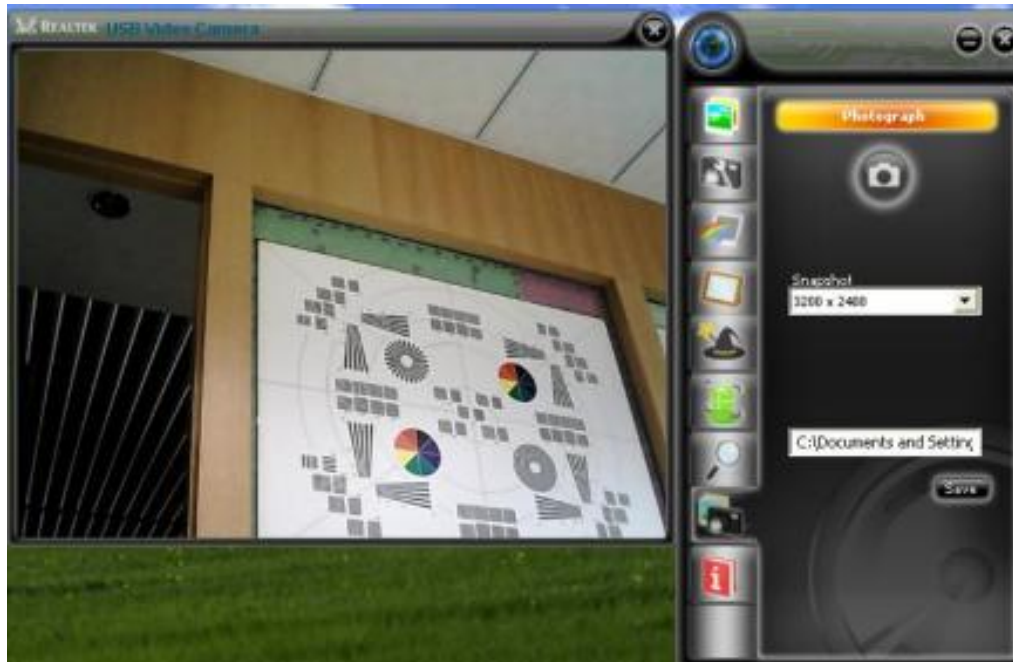 REALTEK USB Video Camera
Photograph
Snapshot
3200 x 2400
C:\Documents and Setting
Save